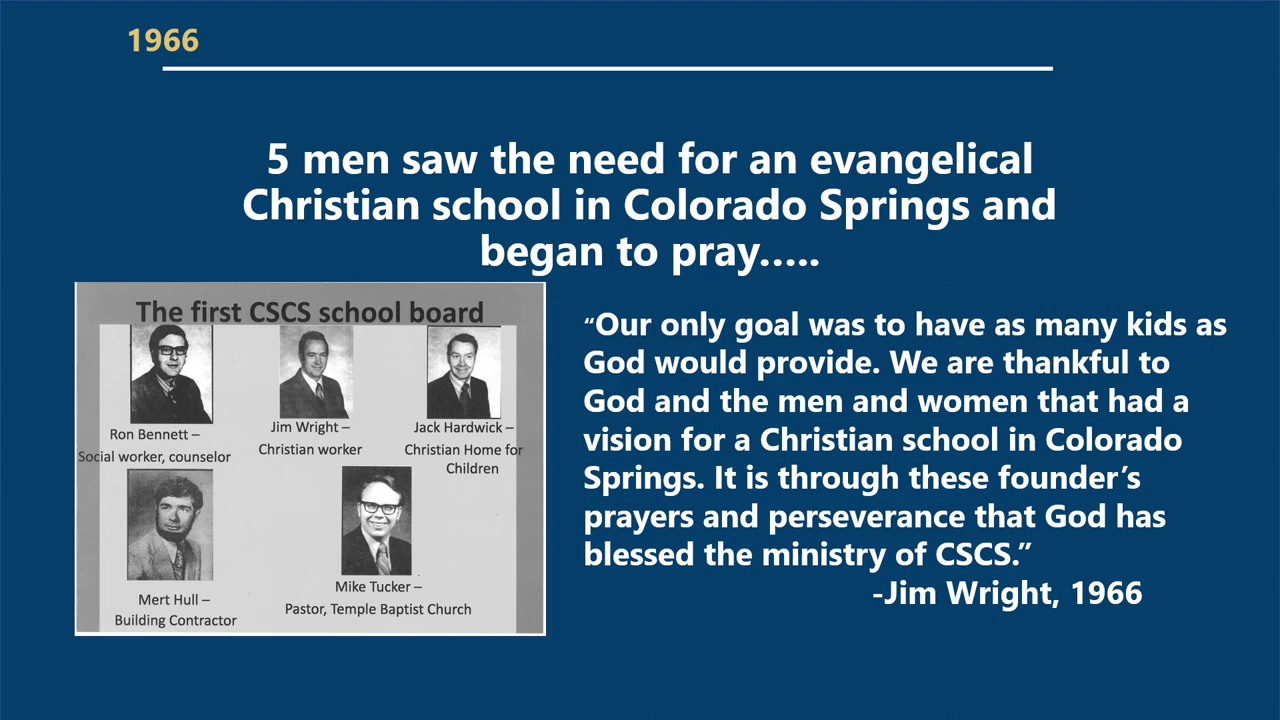 1966
5 men saw the need for an evangelical
Christian school in Colorado Springs and
began to pray.....
The first CSCS school board
Ron Bennett –
Social worker, counselor
Jim Wright –
Christian worker
Jack Hardwick –
Christian Home for
Children
Mert Hull –
Building Contractor
Mike Tucker –
Pastor, Temple Baptist Church
“Our only goal was to have as many kids as
God would provide. We are thankful to
God and the men and women that had a
vision for a Christian school in Colorado
Springs. It is through these founder’s
prayers and perseverance that God has
blessed the ministry of CSCS.”
-Jim Wright, 1966